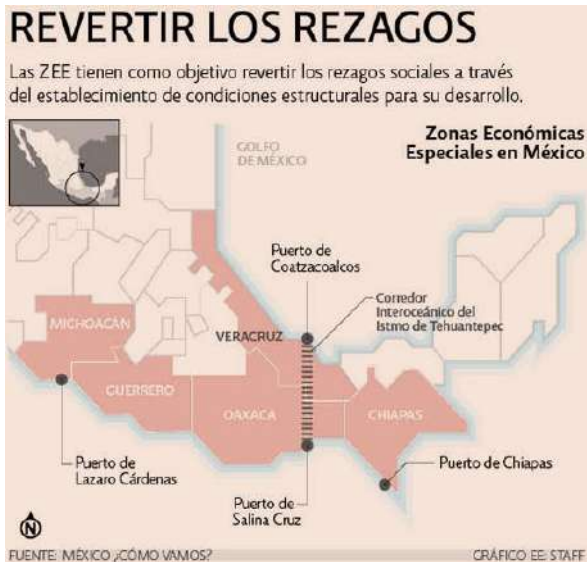 REVERTIR LOS REZAGOS
Las ZEE tienen como objetivo revertir los rezagos sociales a través
del establecimiento de condiciones estructurales para su desarrollo.
Zonas Económicas
Especiales en México
GOLFO
DE MÉXICO
Puerto de
Coatzacoalcos
Corredor
Interoceánico del
Istmo de Tehuantepec
MICHOACÁN
VERACRUZ
GUERRERO
OAXACA
CHIAPAS
Puerto de
Lazaro Cárdenas
Puerto de
Salina Cruz
Puerto de Chiapas
N
FUENTE: MÉXICO ¿CÓMO VAMOS?
GRÁFICO EE: STAFF